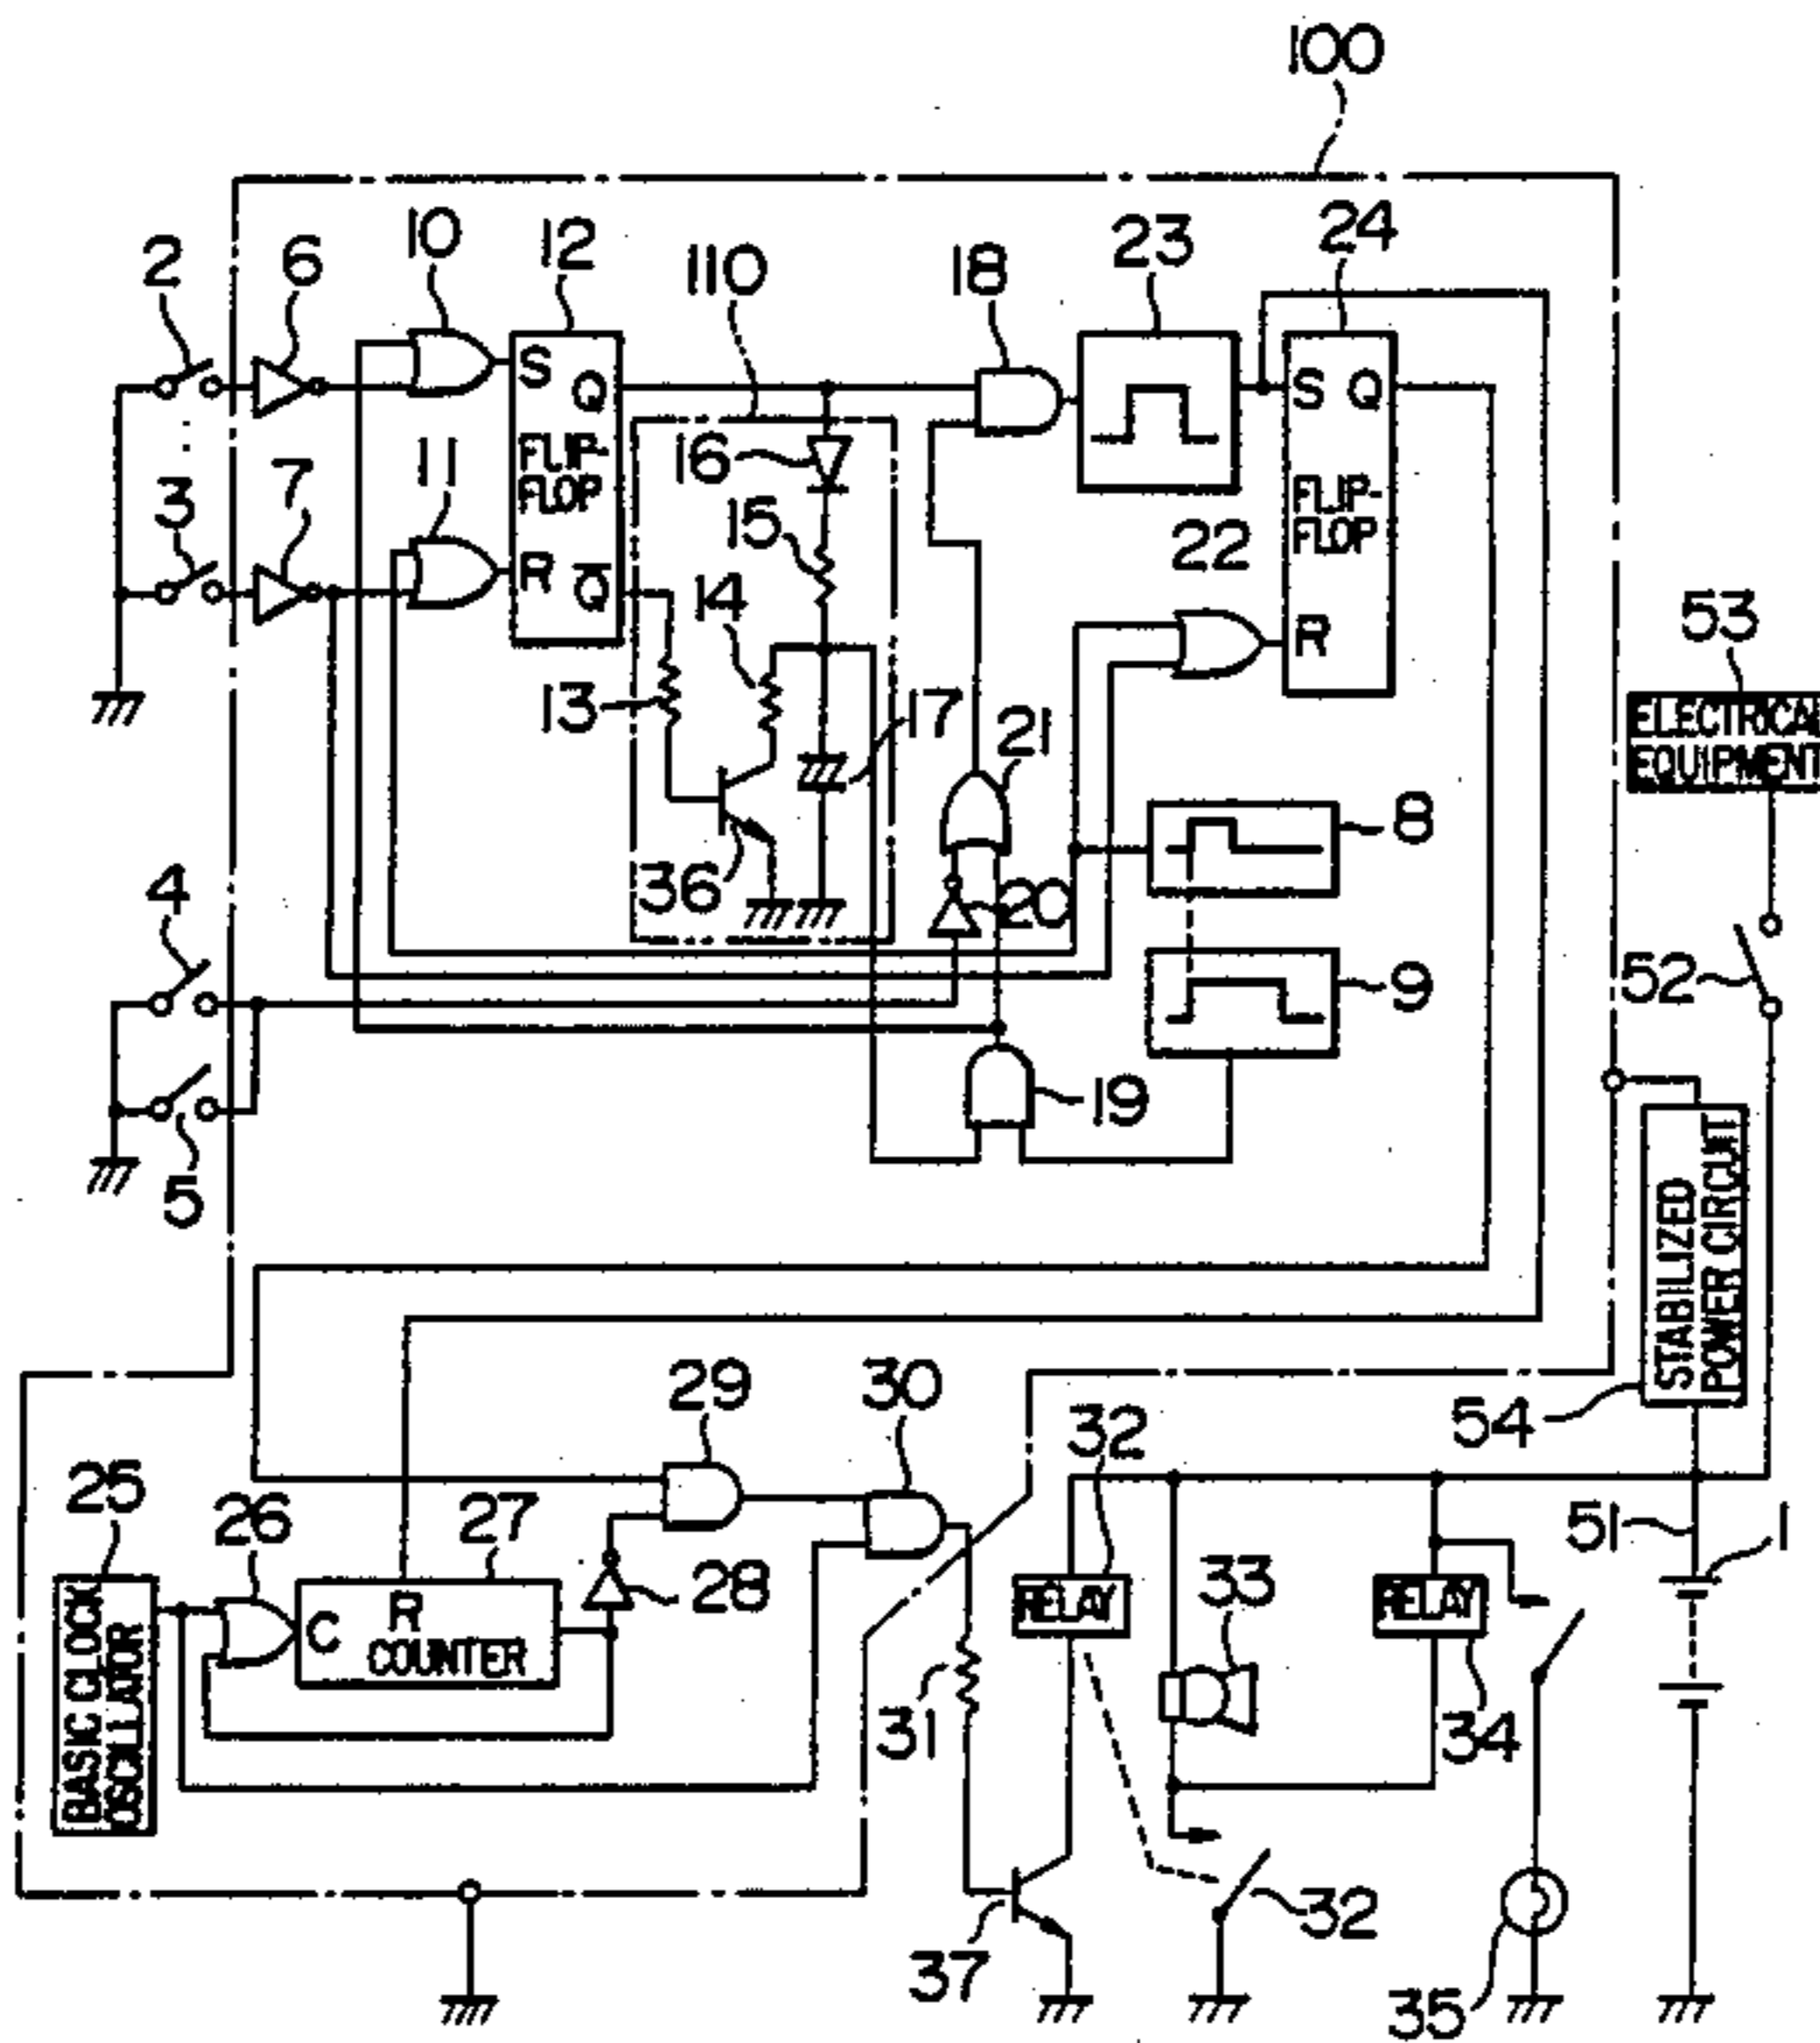 100
2
6
10
12
110
18
23
24
S
Q
S
Q
FLIP-
FLOP
16
3
7
11
15
22
FLIP-
FLOP
R
Q̅
14
R
53
13
17
21
ELECTRICAL
EQUIPMENT
8
4
36
20
9
52
19
5
STABILIZED
POWER CIRCUIT
29
30
54
32
25
26
27
51
1
BASIC CLOCK
OSCILLATOR
28
33
C
R
COUNTER
RELAY
RELAY
31
34
37
32
35